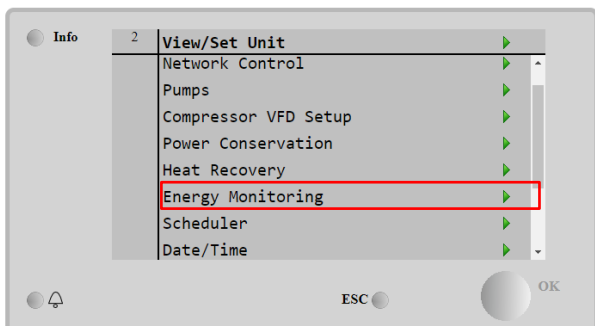 Info
2 View/Set Unit
Network Control
Pumps
Compressor VFD Setup
Power Conservation
Heat Recovery
Energy Monitoring
Scheduler
Date/Time
ESC
OK